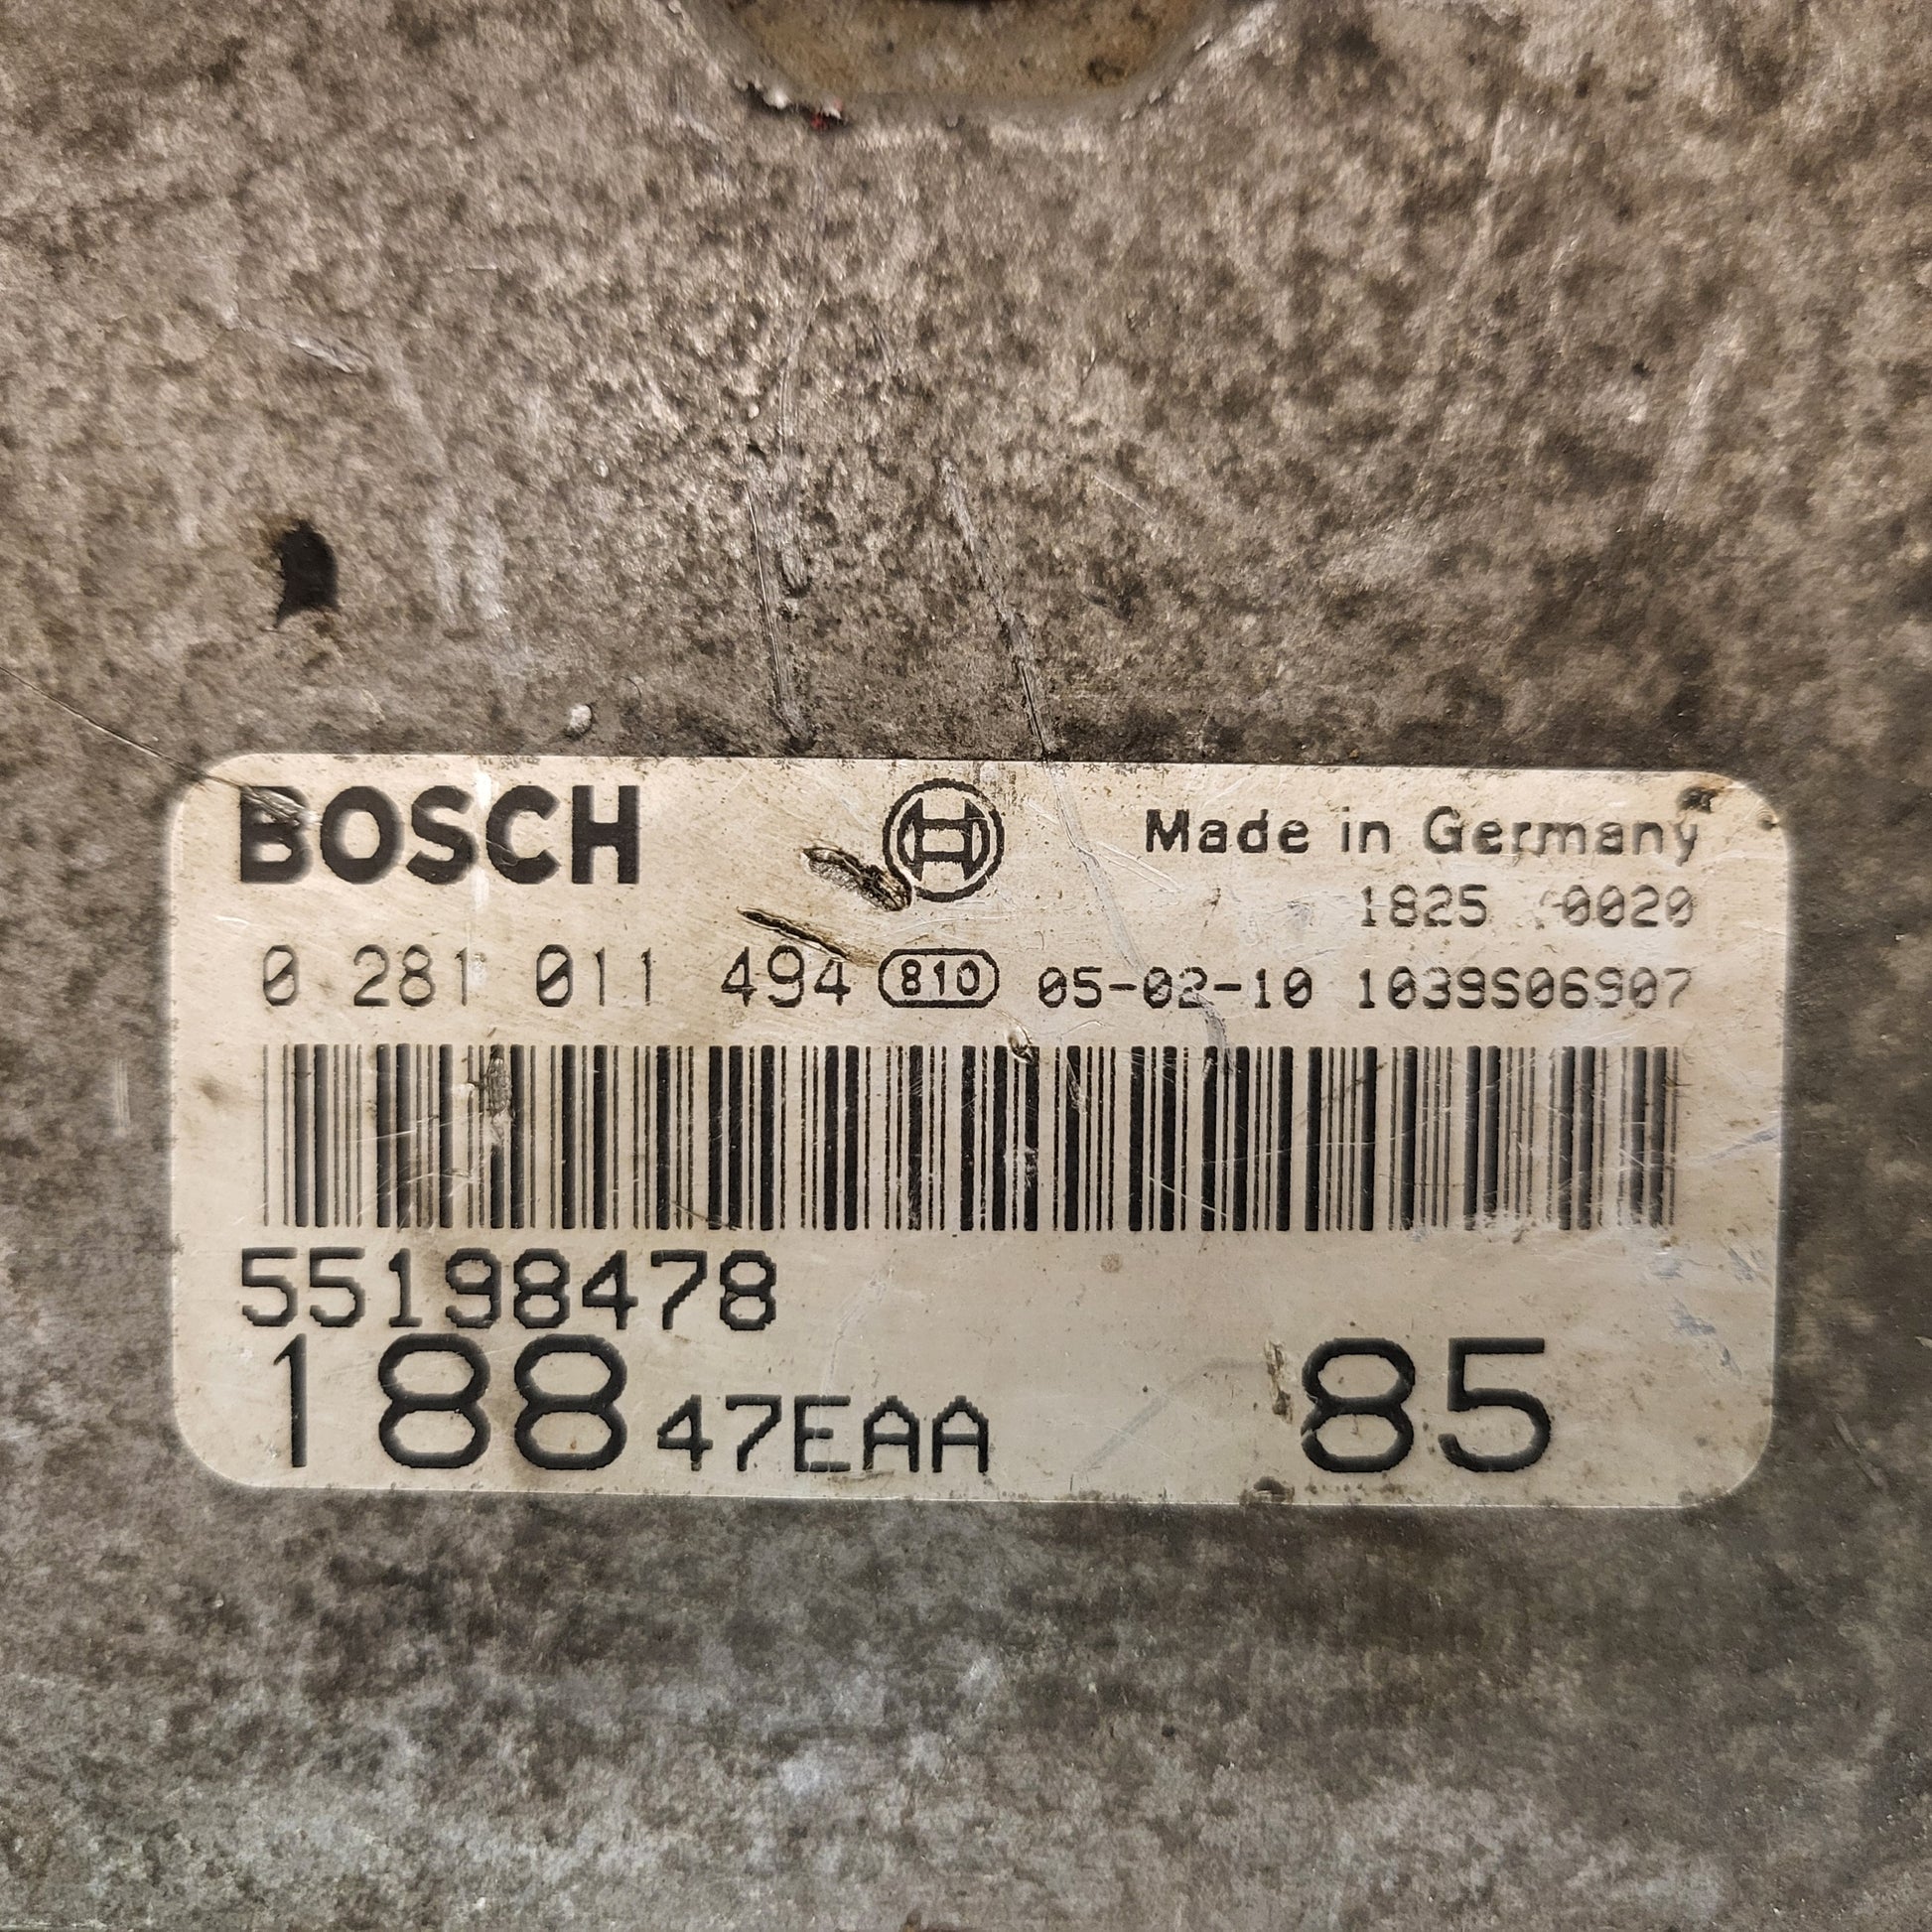 BOSCH
Made in Germany
1825 0020
0 281 011 494 810 05-02-10 1039S06907
55198478
188 47EAA 85